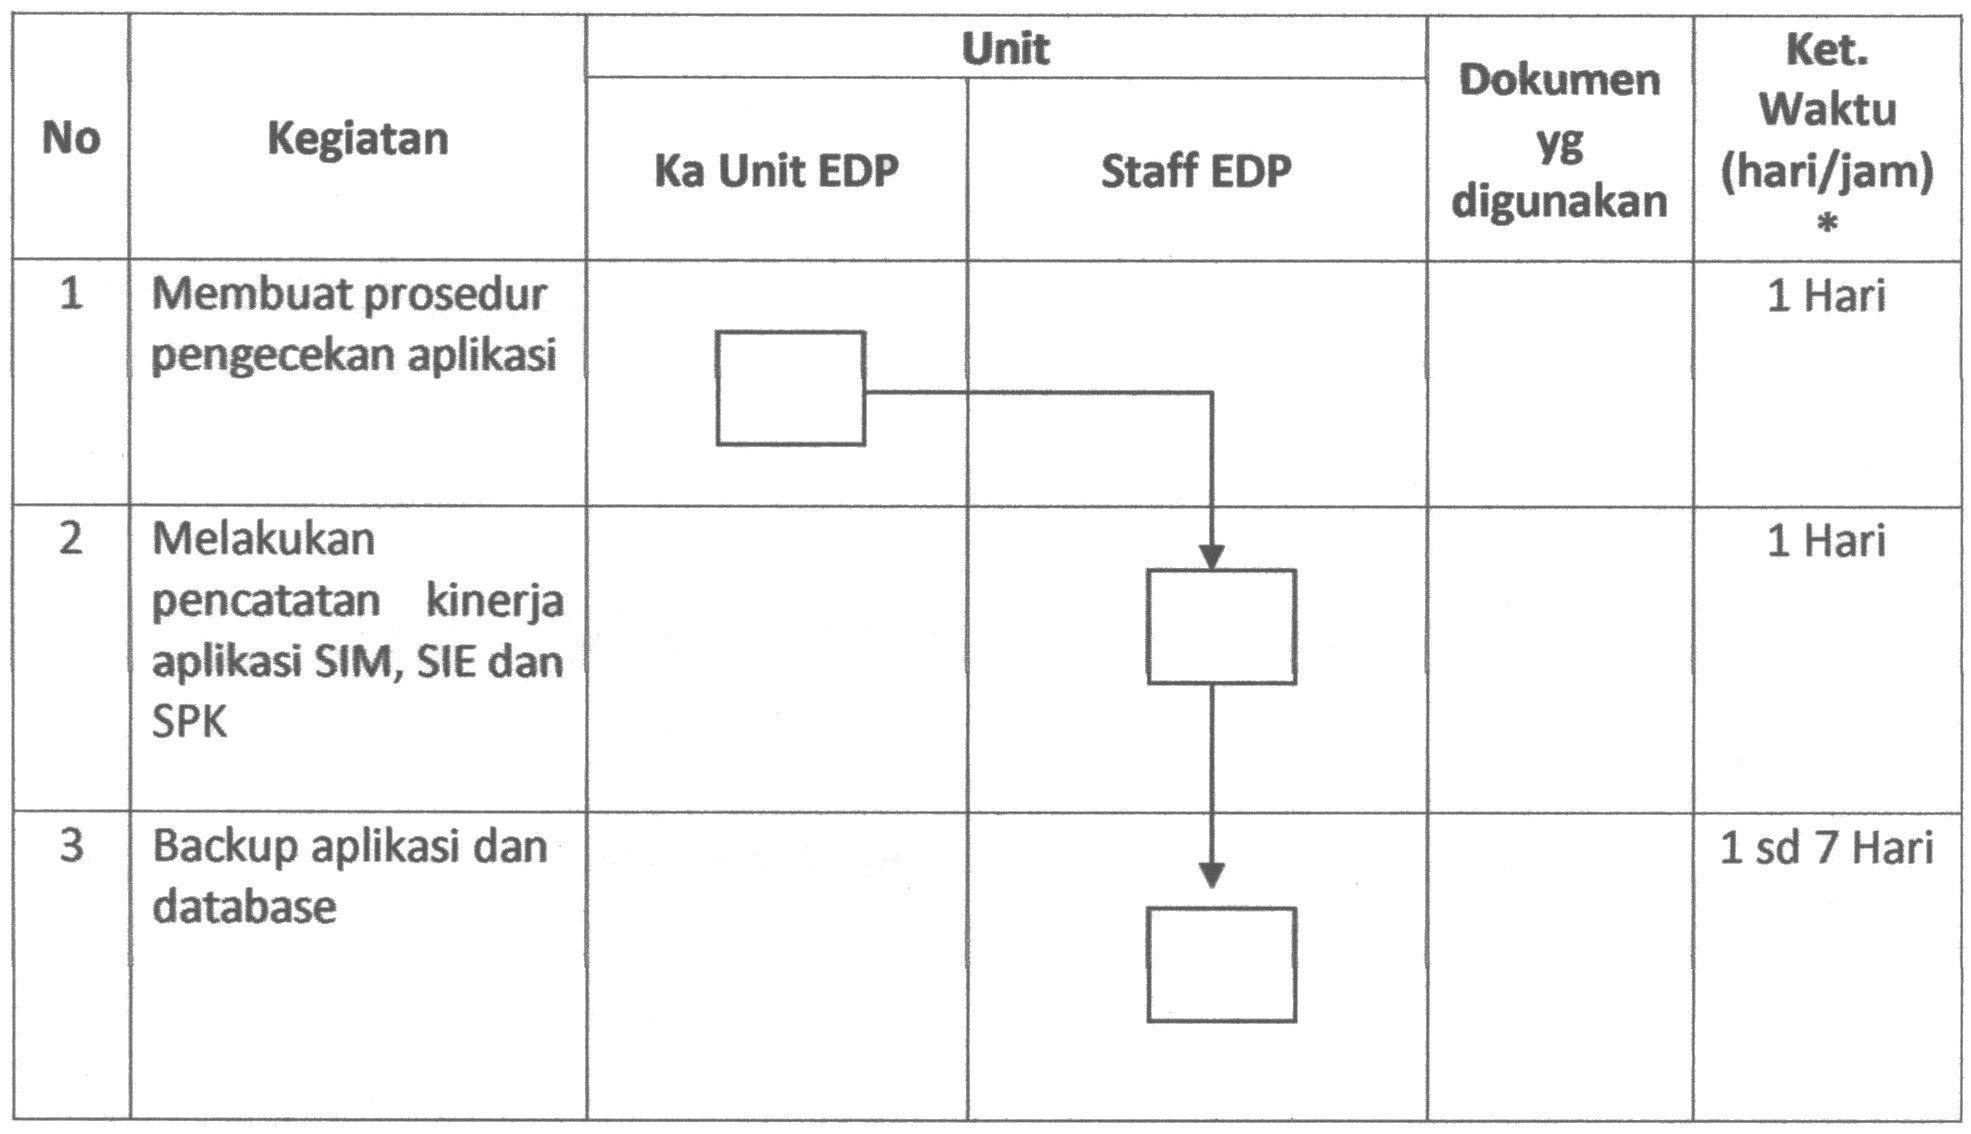 No
Kegiatan
Unit
Ka Unit EDP
Staff EDP
Dokumen
yg
digunakan
Ket.
Waktu
(hari/jam)
*
1
Membuat prosedur
pengecekan aplikasi
1 Hari
2
Melakukan
pencatatan kinerja
aplikasi SIM, SIE dan
SPK
1 Hari
3
Backup aplikasi dan
database
1 sd 7 Hari